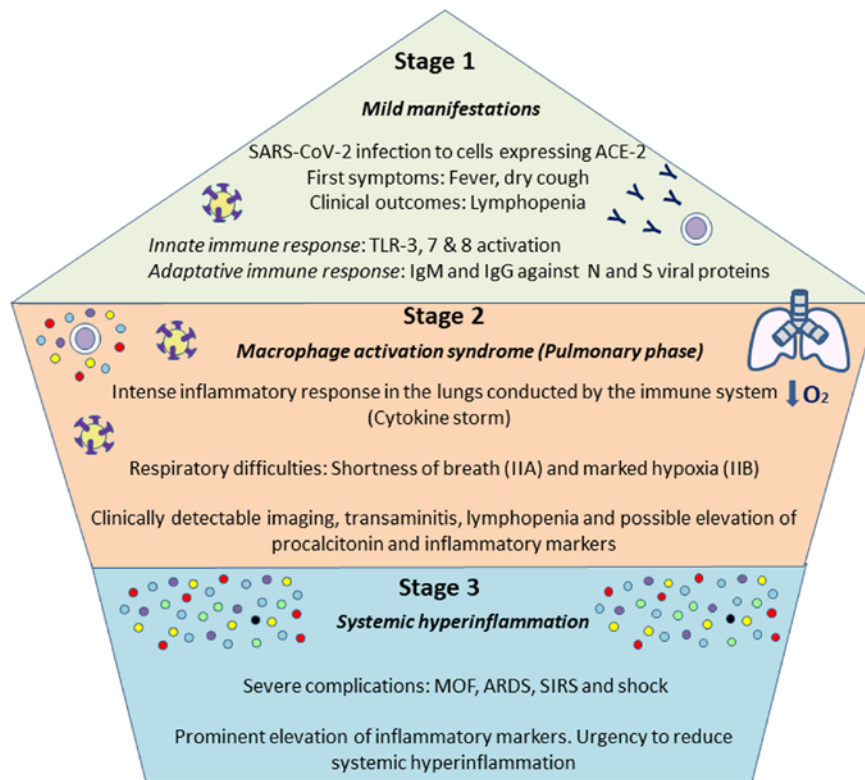 Stage 1
Mild manifestations
SARS-CoV-2 infection to cells expressing ACE-2
First symptoms: Fever, dry cough
Clinical outcomes: Lymphopenia
Innate immune response: TLR-3, 7 & 8 activation
Adaptative immune response: IgM and IgG against N and S viral proteins
Stage 2
Macrophage activation syndrome (Pulmonary phase)
Intense inflammatory response in the lungs conducted by the immune system
(Cytokine storm)
O₂
Respiratory difficulties: Shortness of breath (IIA) and marked hypoxia (IIB)
Clinically detectable imaging, transaminitis, lymphopenia and possible elevation of
procalcitonin and inflammatory markers
Stage 3
Systemic hyperinflammation
Severe complications: MOF, ARDS, SIRS and shock
Prominent elevation of inflammatory markers. Urgency to reduce
systemic hyperinflammation